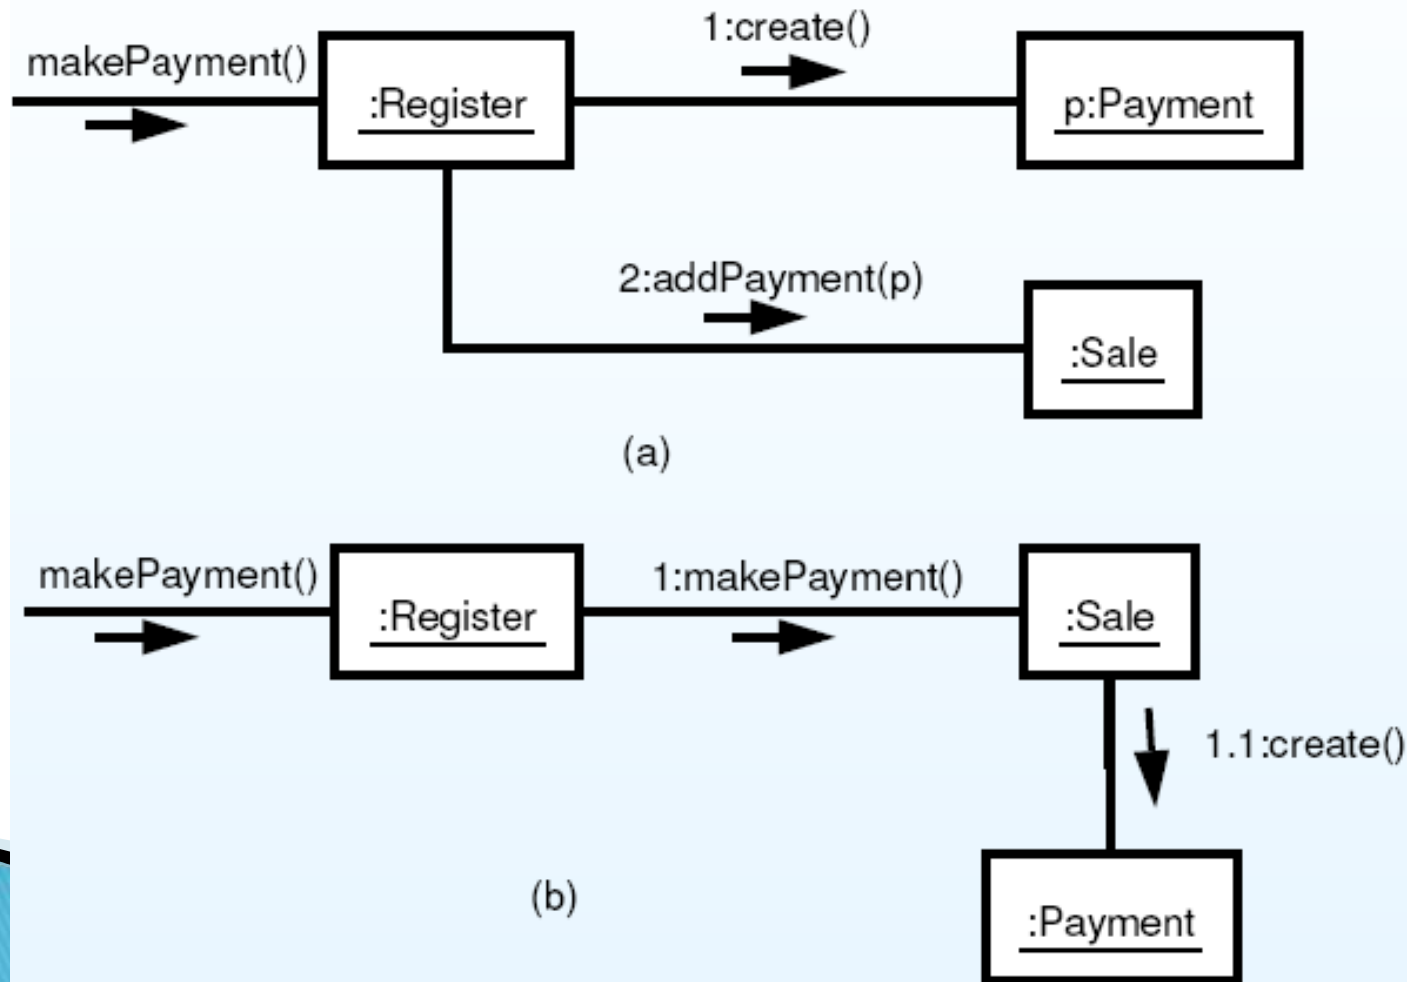 makePayment()
1:create()
:Register
p:Payment
2:addPayment(p)
:Sale
(a)
makePayment()
1:makePayment()
:Register
:Sale
1.1:create()
(b)
:Payment